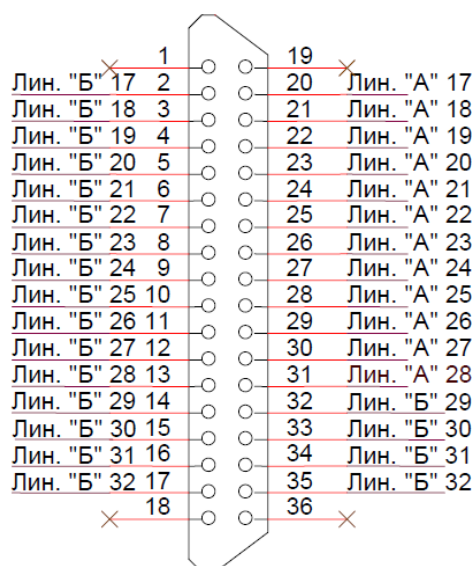 1 19
Лин. "Б" 17 2 20 Лин. "А" 17
Лин. "Б" 18 3 21 Лин. "А" 18
Лин. "Б" 19 4 22 Лин. "А" 19
Лин. "Б" 20 5 23 Лин. "А" 20
Лин. "Б" 21 6 24 Лин. "А" 21
Лин. "Б" 22 7 25 Лин. "А" 22
Лин. "Б" 23 8 26 Лин. "А" 23
Лин. "Б" 24 9 27 Лин. "А" 24
Лин. "Б" 25 10 28 Лин. "А" 25
Лин. "Б" 26 11 29 Лин. "А" 26
Лин. "Б" 27 12 30 Лин. "А" 27
Лин. "Б" 28 13 31 Лин. "А" 28
Лин. "Б" 29 14 32 Лин. "Б" 29
Лин. "Б" 30 15 33 Лин. "Б" 30
Лин. "Б" 31 16 34 Лин. "Б" 31
Лин. "Б" 32 17 35 Лин. "Б" 32
18 36